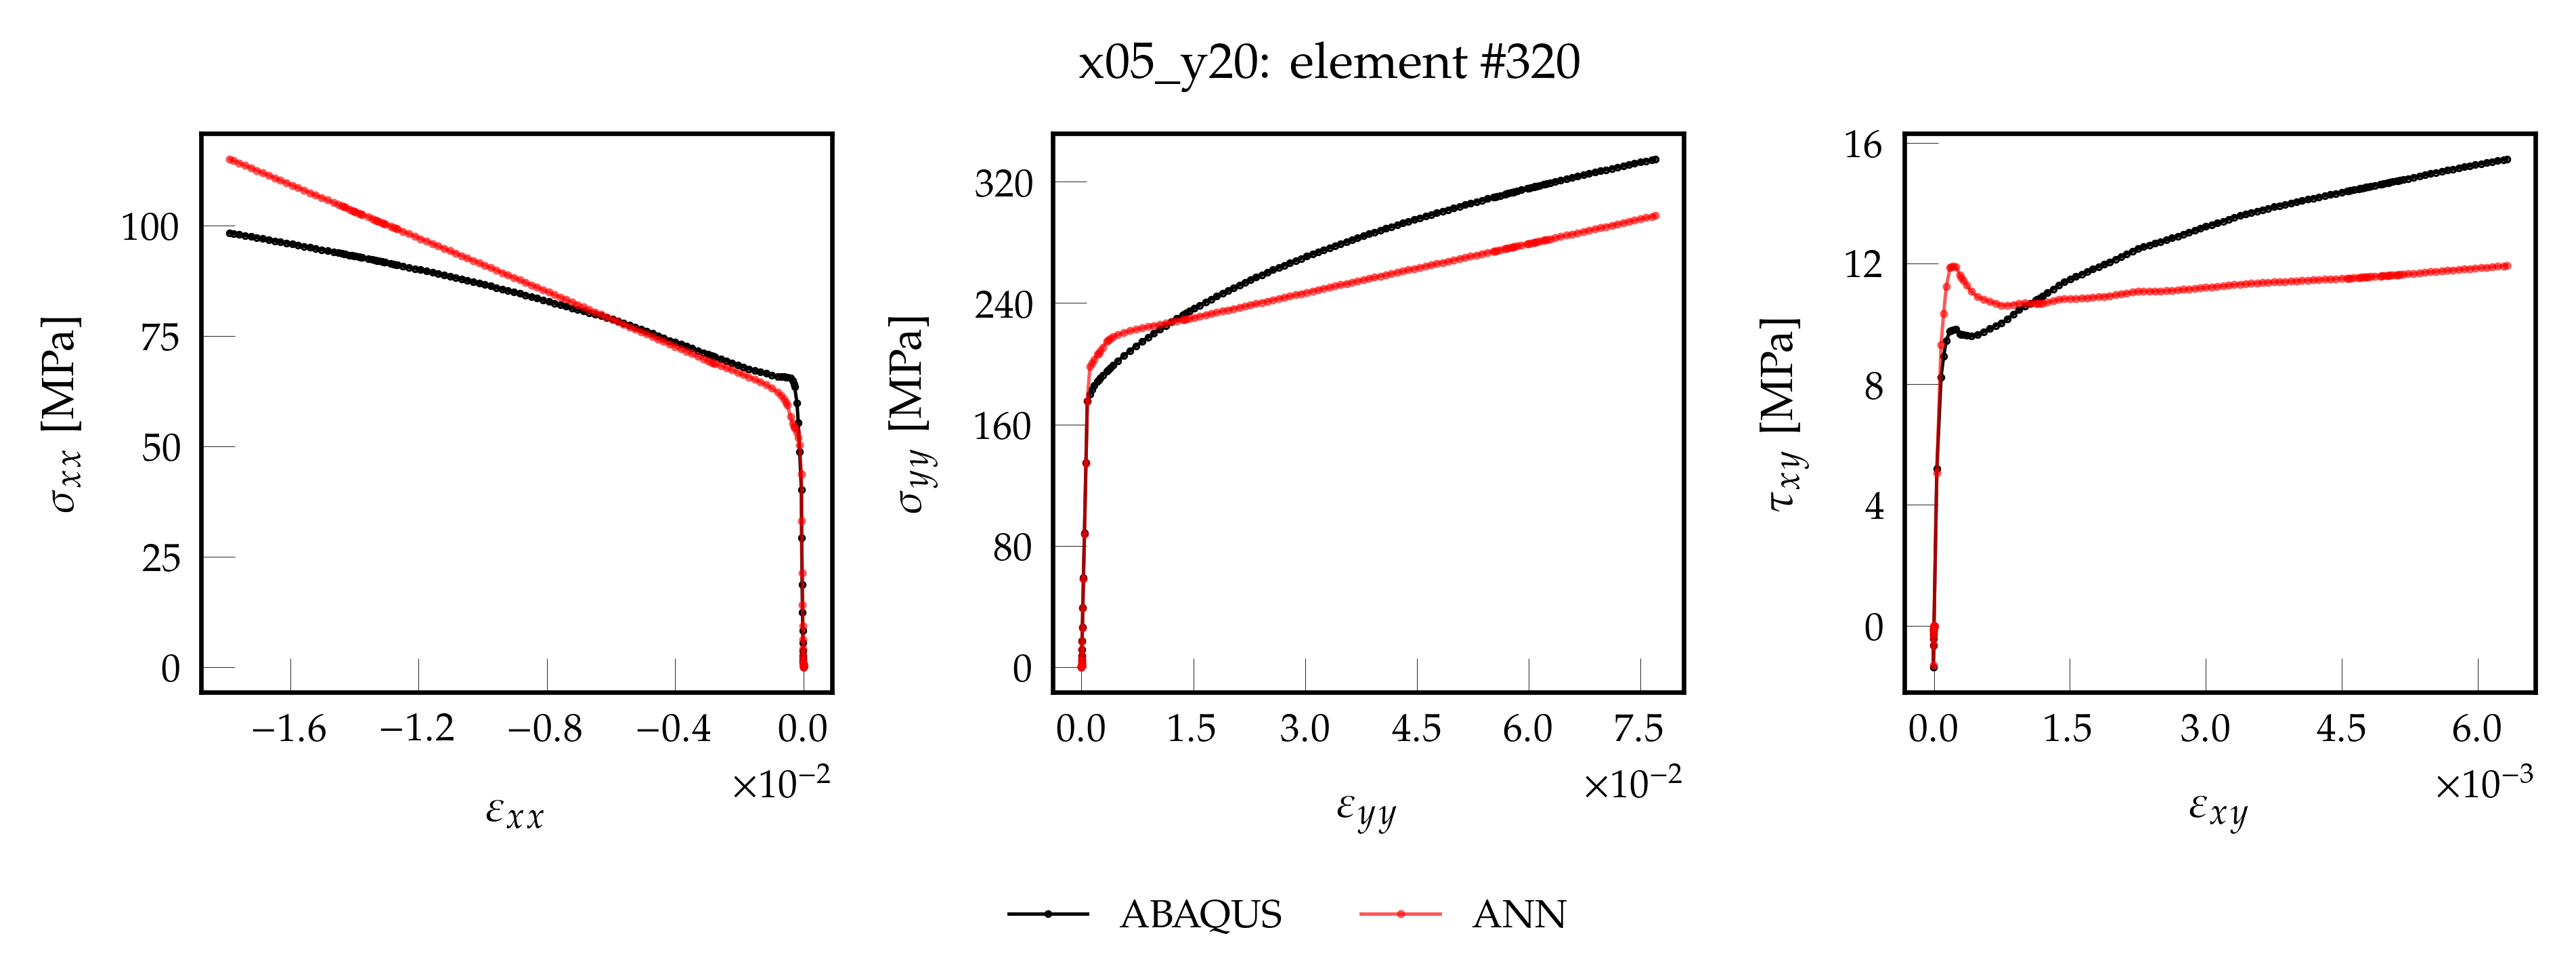 x05_y20: element #320
σxx [MPa]
100
75
50
25
0
−1.6 −1.2 −0.8 −0.4 0.0
×10−2
εxx
σyy [MPa]
320
240
160
80
0
0.0 1.5 3.0 4.5 6.0 7.5
×10−2
εyy
τxy [MPa]
16
12
8
4
0
0.0 1.5 3.0 4.5 6.0
×10−3
εxy
ABAQUS ANN